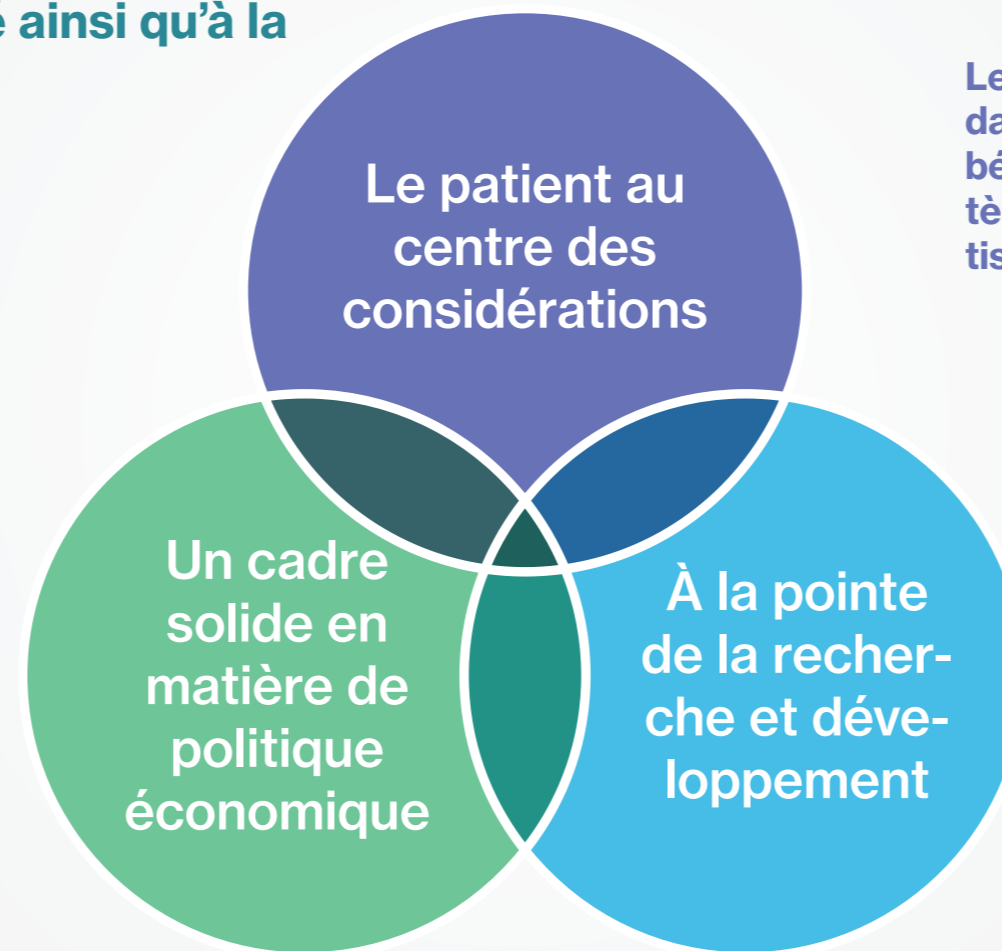 ainsi qu'à la
Le patient au
centre des
considérations
Un cadre
solide en
matière de
politique
économique
À la pointe
de la recher-
che et déve-
loppement